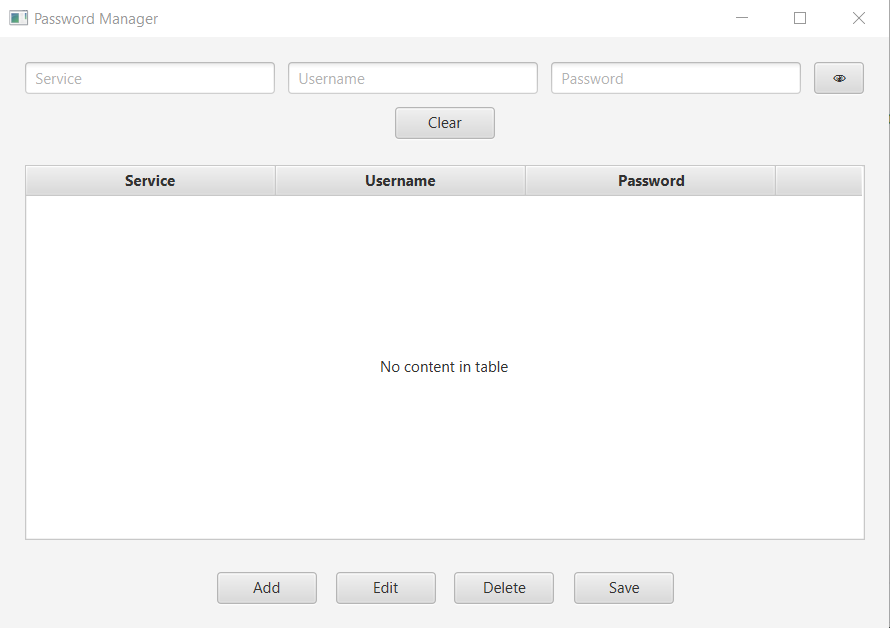 Password Manager
Service Username Password
Clear
Service Username Password
No content in table
Add Edit Delete Save